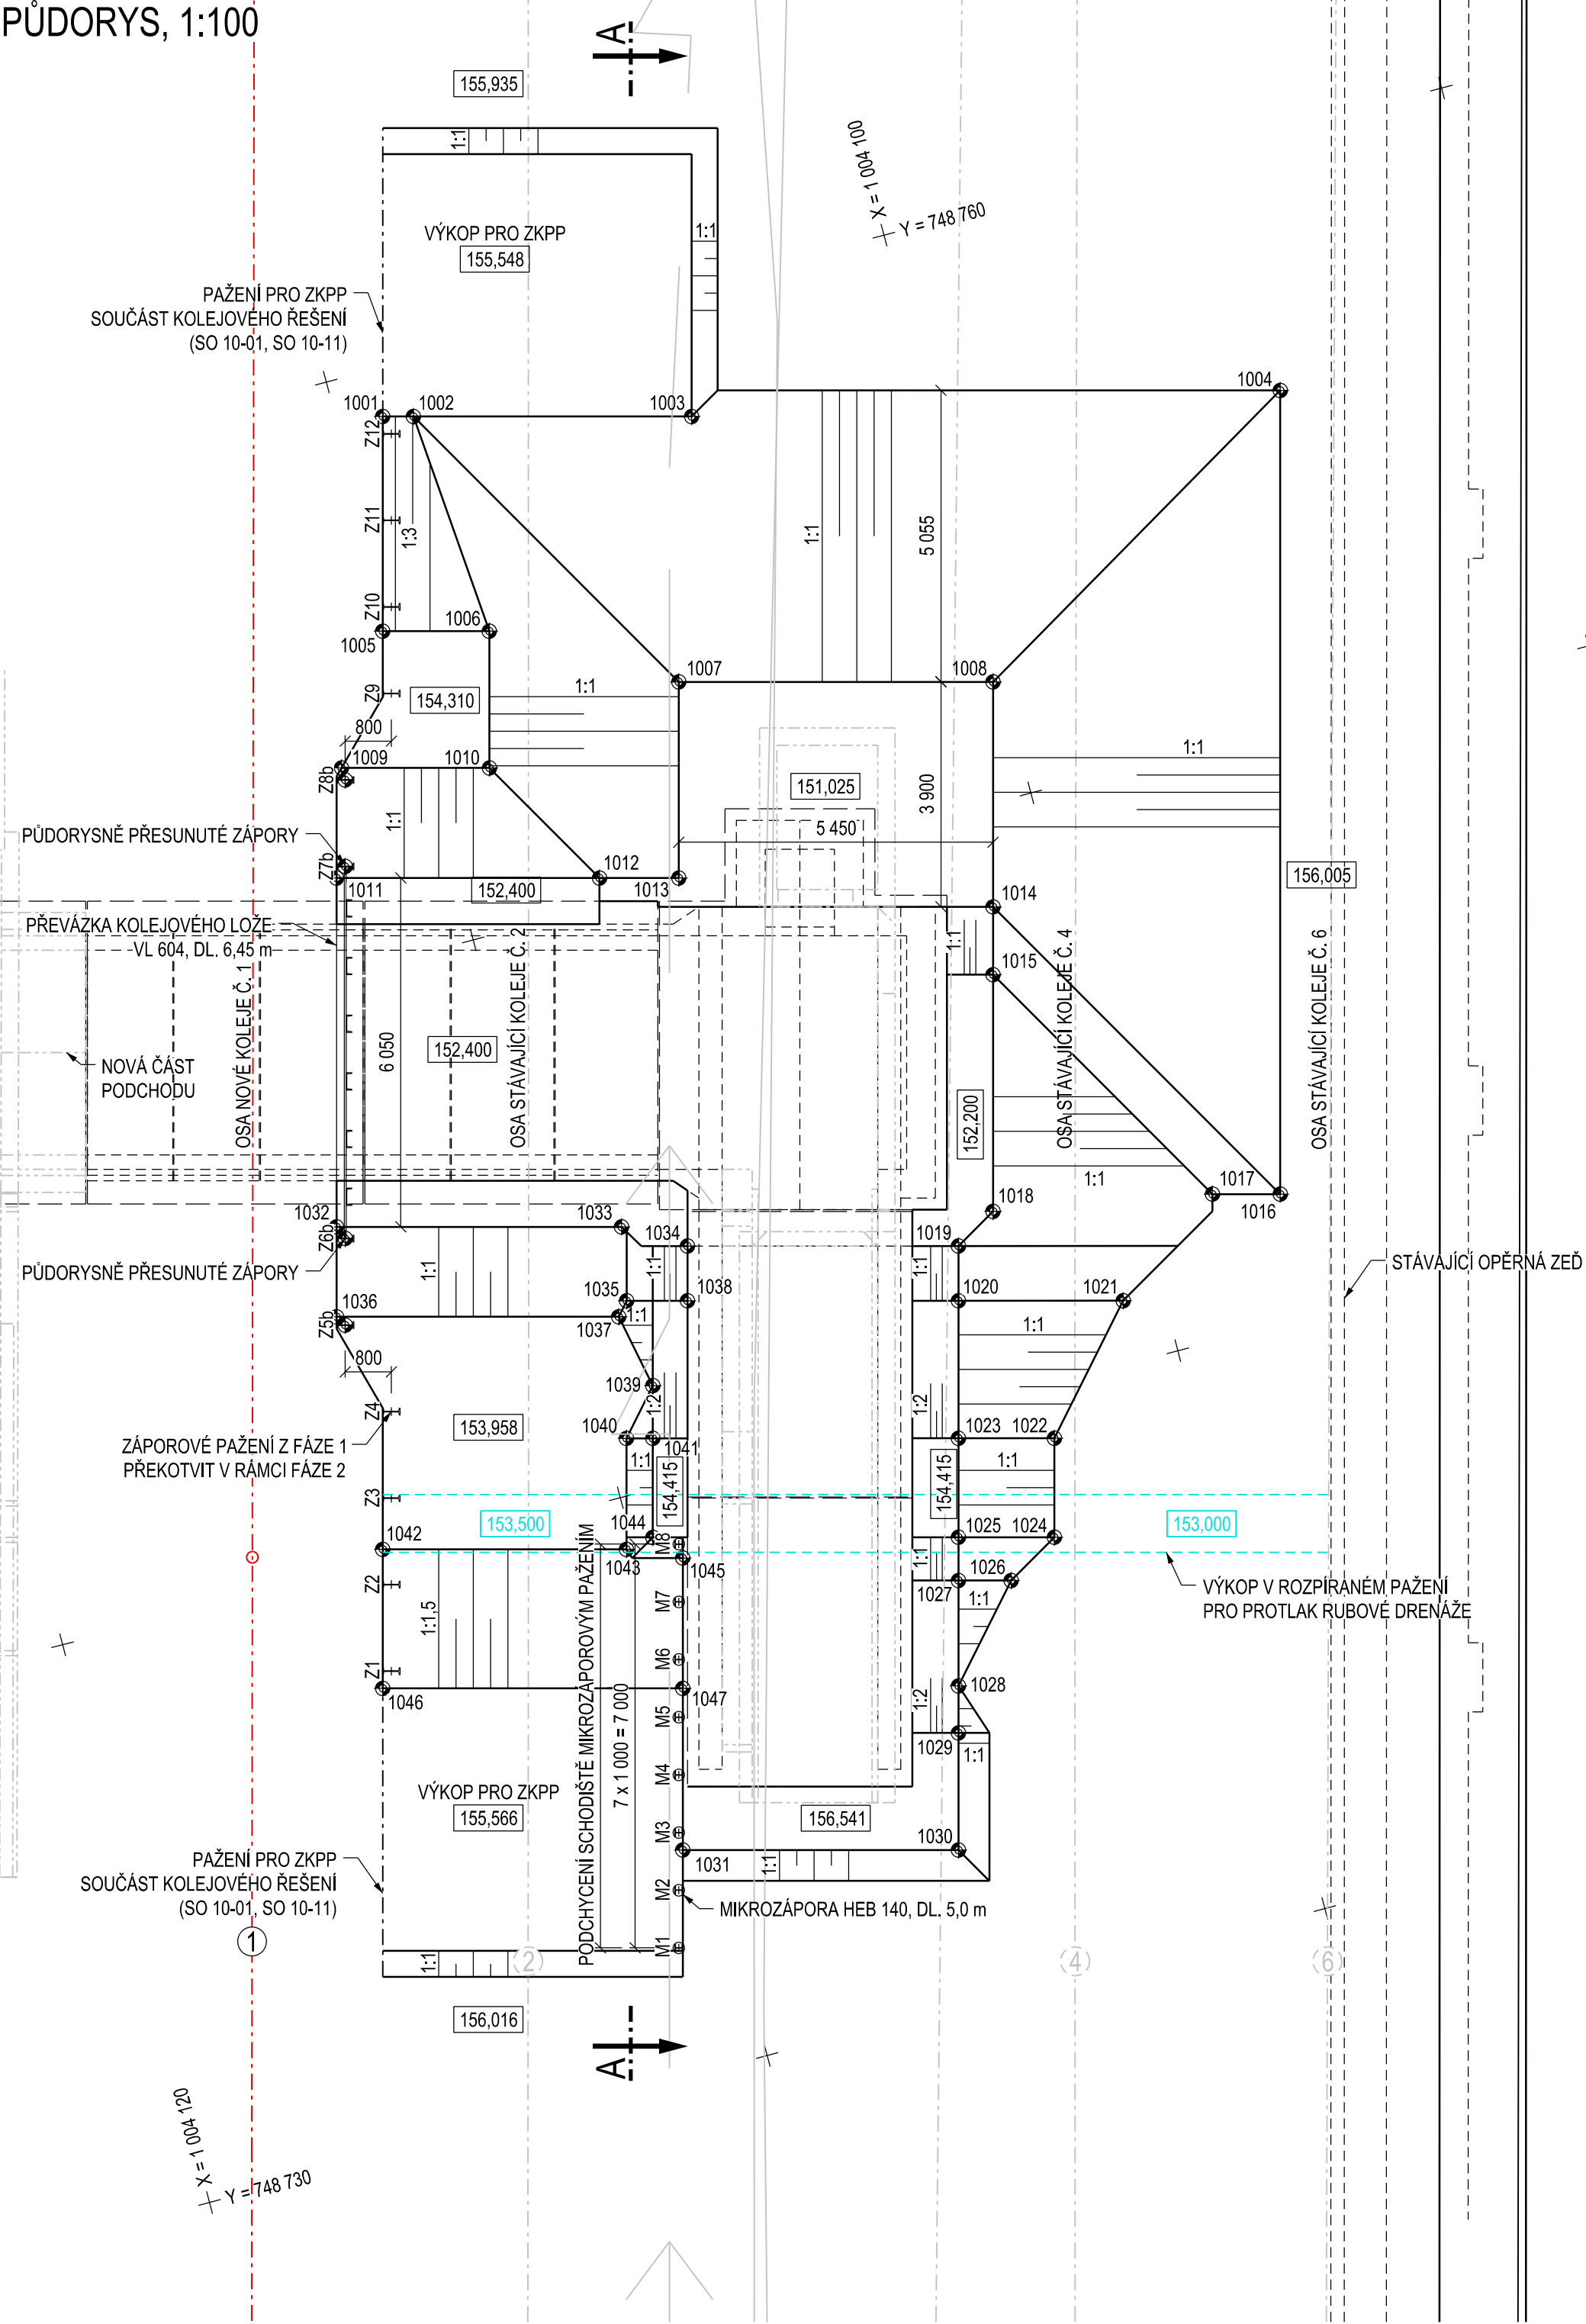 PŮDORYS, 1:100
A
155,935
1:1
X = 1 004 100
Y = 748 760
VÝKOP PRO ZKPP
155,548
1:1
PAŽENÍ PRO ZKPP
SOUČÁST KOLEJOVÉHO ŘEŠENÍ
(SO 10-01, SO 10-11)
1001
1002
1003
1004
Z12
Z11
1:3
1:1
5 055
Z10
1005
1006
1007
1008
Z9
154,310
1:1
1:1
800
1009
1010
Z8b
151,025
3 900
1:1
5 450
PŮDORYSNĚ PŘESUNUTÉ ZÁPORY
Z7b
1011
152,400
1012
1013
156,005
1014
PŘEVÁZKA KOLEJOVÉHO LOŽE
VL 604, DL. 6,45 m
1:1
1015
OSA NOVÉ KOLEJE Č. 1
OSA STÁVAJÍCÍ KOLEJE Č. 2
OSA STÁVAJÍCÍ KOLEJE Č. 4
OSA STÁVAJÍCÍ KOLEJE Č. 6
6 050
152,400
NOVÁ ČÁST
PODCHODU
152,200
1:1
1017
1016
1018
1032
1033
1034
1019
Z6b
PŮDORYSNĚ PŘESUNUTÉ ZÁPORY
1:1
1:1
1:1
STÁVAJÍCÍ OPĚRNÁ ZEĎ
1035
1038
1020
1021
1036
Z5b
1037
1:1
1:1
800
1039
Z4
1:2
1:2
153,958
1040
1041
1023
1022
ZÁPOROVÉ PAŽENÍ Z FÁZE 1
PŘEKOTVIT V RÁMCI FÁZE 2
1:1
154,415
154,415
1:1
Z3
153,500
153,000
1042
1044
M8
1043
1045
1025
1024
1:1
1026
1027
Z2
1:1
M7
VÝKOP V ROZPÍRANÉM PAŽENÍ
PRO PROTLAK RUBOVÉ DRENÁŽE
1:1,5
PODCHYCENÍ SCHODIŠTĚ MIKROZÁPOROVÝM PAŽENÍM
7 x 1 000 = 7 000
Z1
M6
1046
1047
1028
M5
1:2
1029
1:1
M4
VÝKOP PRO ZKPP
155,566
156,541
M3
1030
1031
1:1
PAŽENÍ PRO ZKPP
SOUČÁST KOLEJOVÉHO ŘEŠENÍ
(SO 10-01, SO 10-11)
M2
MIKROZÁPORA HEB 140, DL. 5,0 m
1
M1
1:1
2
4
6
156,016
A
X = 1 004 120
Y = 748 730